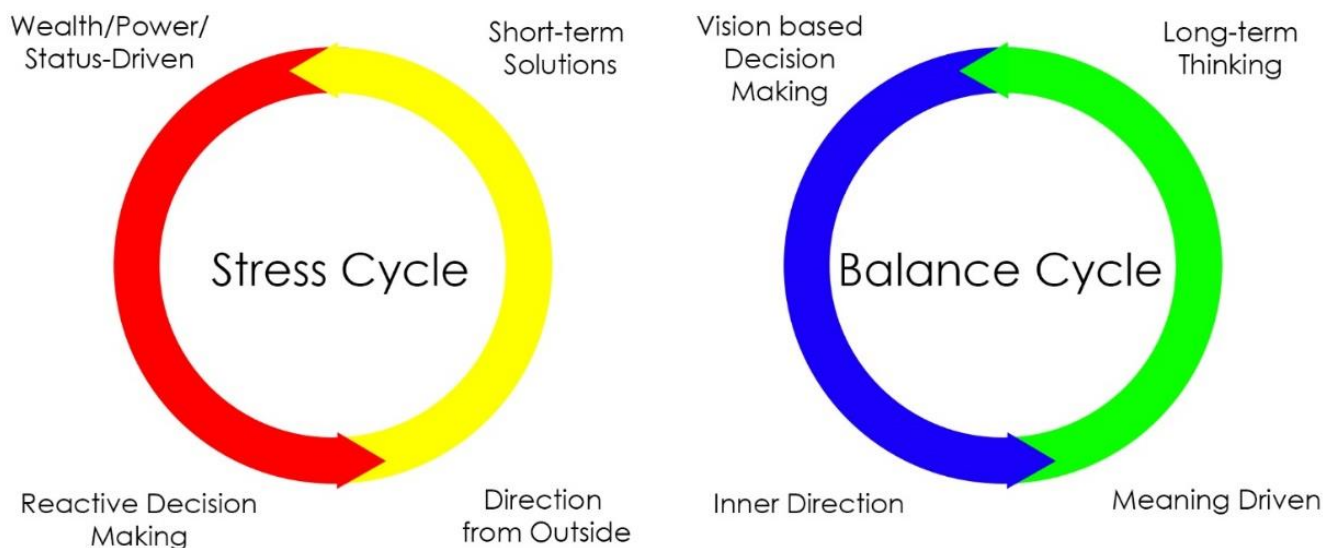 Wealth/Power/
Status-Driven
Short-term
Solutions
Stress Cycle
Reactive Decision
Making
Direction
from Outside
Vision based
Decision
Making
Long-term
Thinking
Balance Cycle
Inner Direction
Meaning Driven